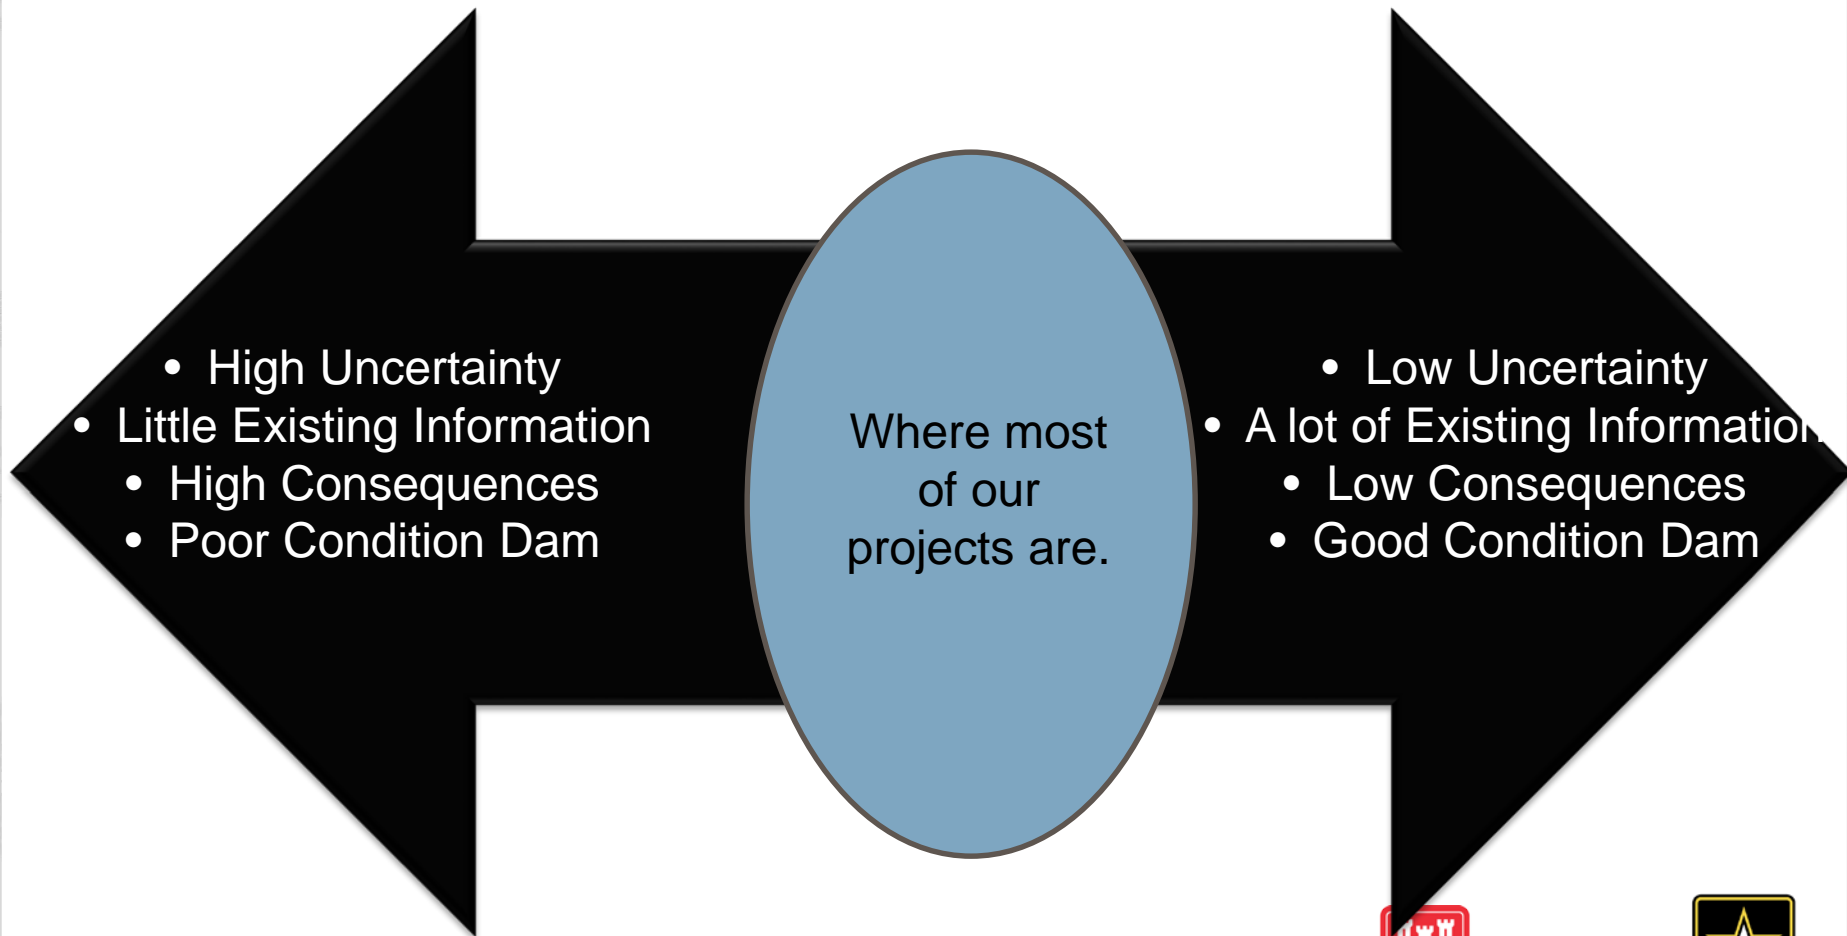 • High Uncertainty
• Little Existing Information
• High Consequences
• Poor Condition Dam
Where most
of our
projects are.
• Low Uncertainty
• A lot of Existing Information
• Low Consequences
• Good Condition Dam